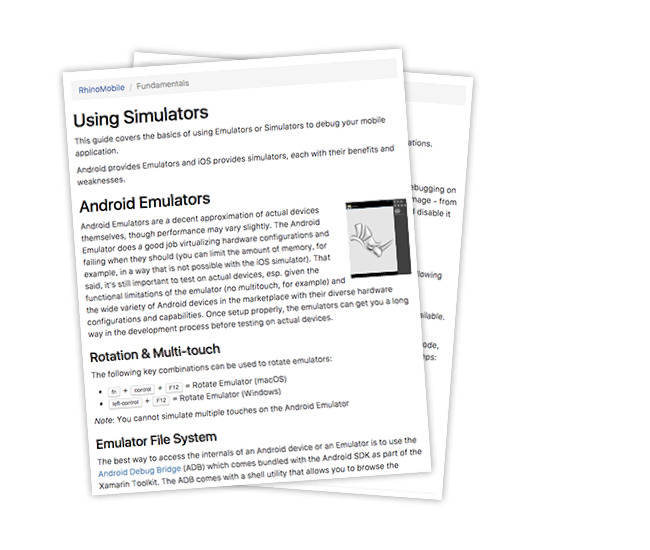 RhinoMobile / Fundamentals
Using Simulators
This guide covers the basics of using Emulators or Simulators to debug your mobile
application.
Android provides Emulators and iOS provides simulators, each with their benefits and
weaknesses.
Android Emulators
Android Emulators are a decent approximation of actual devices
themselves, though performance may vary slightly. The Android
Emulator does a good job virtualizing hardware configurations and
failing when they should (you can limit the amount of memory, for
example, in a way that is not possible with the iOS simulator). That
said, it's still important to test on actual devices, esp. given the
functional limitations of the emulator (no multitouch, for example) and
the wide variety of Android devices in the marketplace with their diverse hardware
configurations and capabilities. Once setup properly, the emulators can get you a long
way in the development process before testing on actual devices.
Rotation & Multi-touch
The following key combinations can be used to rotate emulators:
• fn + control + F12 = Rotate Emulator (macOS)
• left-control + F12 = Rotate Emulator (Windows)
Note: You cannot simulate multiple touches on the Android Emulator
Emulator File System
The best way to access the internals of an Android device or an Emulator is to use the
Android Debug Bridge (ADB) which comes bundled with the Android SDK as part of the
Xamarin Toolkit. The ADB comes with a shell utility that allows you to browse the
ations,
ebugging on
mage - from
d disable it
llowing
ailable.
ode,
eps: